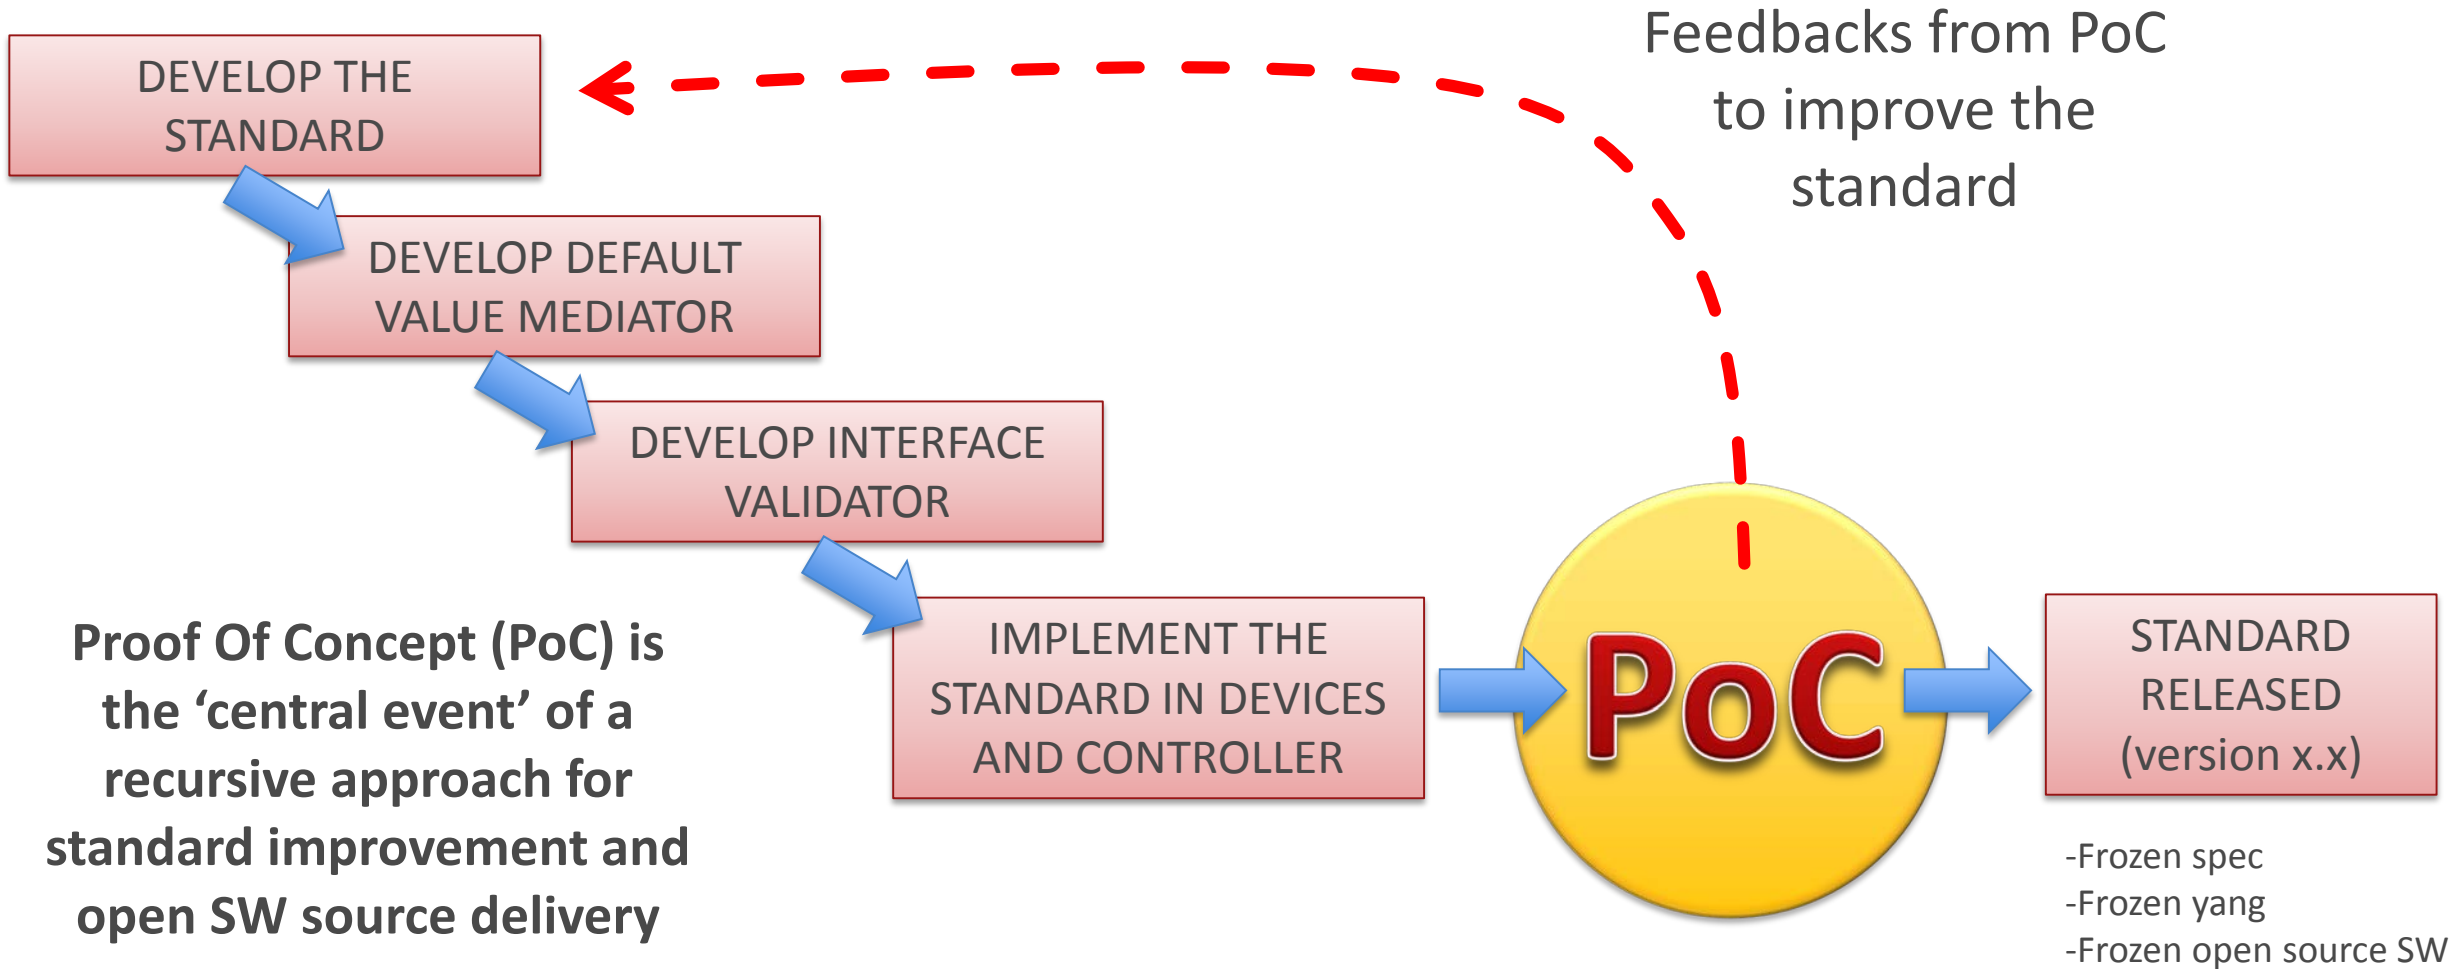 Feedbacks from PoC
to improve the
standard
DEVELOP THE
STANDARD
DEVELOP DEFAULT
VALUE MEDIATOR
DEVELOP INTERFACE
VALIDATOR
IMPLEMENT THE
STANDARD IN DEVICES
AND CONTROLLER
PoC
STANDARD
RELEASED
(version x.x)
-Frozen spec
-Frozen yang
-Frozen open source SW
Proof Of Concept (PoC) is
the ‘central event’ of a
recursive approach for
standard improvement and
open SW source delivery